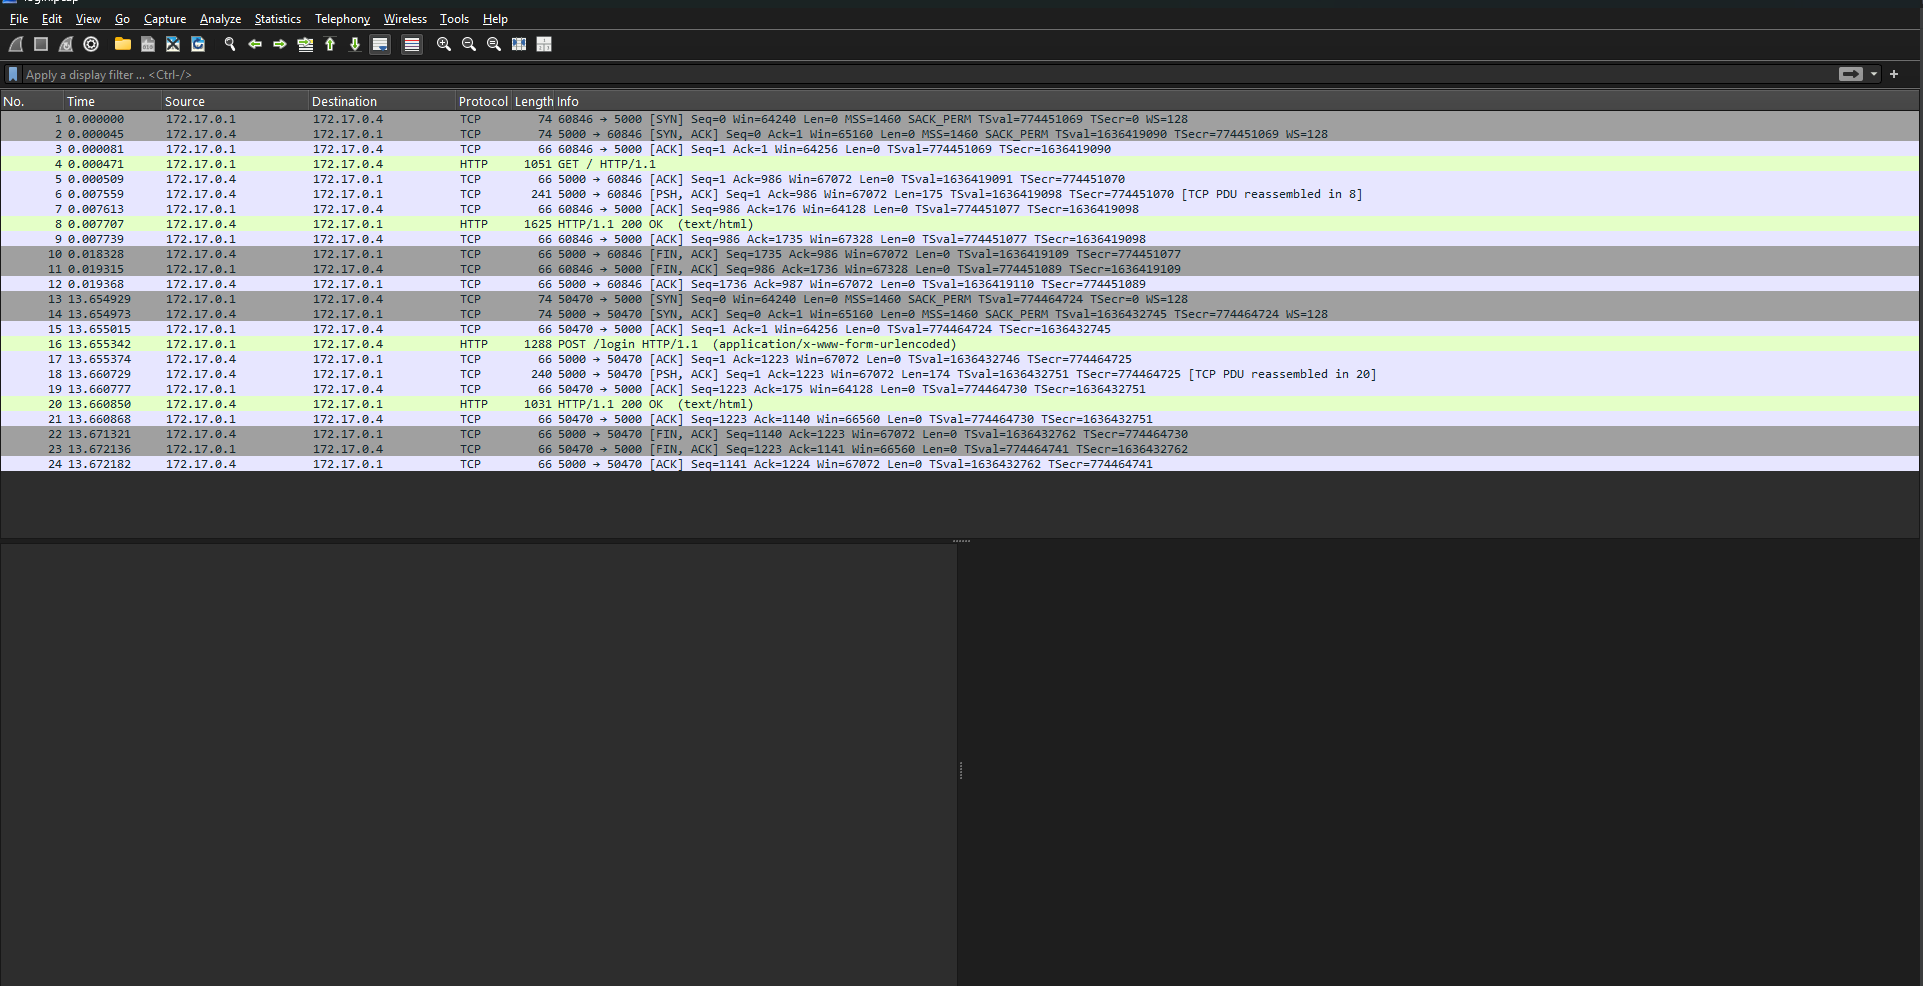 File Edit View Go Capture Analyze Statistics Telephony Wireless Tools Help
Apply a display filter ... <Ctrl-/>
No. Time Source Destination Protocol Length Info
1 0.000000 172.17.0.1 172.17.0.4 TCP 74 60846 → 5000 [SYN] Seq=0 Win=64240 Len=0 MSS=1460 SACK_PERM TSval=774451069 TSecr=0 WS=128
2 0.000045 172.17.0.4 172.17.0.1 TCP 74 5000 → 60846 [SYN, ACK] Seq=0 Ack=1 Win=65160 Len=0 MSS=1460 SACK_PERM TSval=1636419090 TSecr=774451069 WS=128
3 0.000081 172.17.0.1 172.17.0.4 TCP 66 60846 → 5000 [ACK] Seq=1 Ack=1 Win=64256 Len=0 TSval=774451069 TSecr=1636419090
4 0.000471 172.17.0.1 172.17.0.4 HTTP 1051 GET / HTTP/1.1
5 0.000509 172.17.0.4 172.17.0.1 TCP 66 5000 → 60846 [ACK] Seq=1 Ack=986 Win=67072 Len=0 TSval=1636419091 TSecr=774451070
6 0.007559 172.17.0.4 172.17.0.1 TCP 241 5000 → 60846 [PSH, ACK] Seq=1 Ack=986 Win=67072 Len=175 TSval=1636419098 TSecr=774451070 [TCP PDU reassembled in 8]
7 0.007613 172.17.0.1 172.17.0.4 TCP 66 60846 → 5000 [ACK] Seq=986 Ack=176 Win=64128 Len=0 TSval=774451077 TSecr=1636419098
8 0.007707 172.17.0.4 172.17.0.1 HTTP 1625 HTTP/1.1 200 OK (text/html)
9 0.007739 172.17.0.1 172.17.0.4 TCP 66 60846 → 5000 [ACK] Seq=986 Ack=1735 Win=67328 Len=0 TSval=774451077 TSecr=1636419098
10 0.018328 172.17.0.4 172.17.0.1 TCP 66 5000 → 60846 [FIN, ACK] Seq=1735 Ack=986 Win=67072 Len=0 TSval=1636419109 TSecr=774451077
11 0.019315 172.17.0.1 172.17.0.4 TCP 66 60846 → 5000 [FIN, ACK] Seq=986 Ack=1736 Win=67328 Len=0 TSval=774451089 TSecr=1636419109
12 0.019368 172.17.0.4 172.17.0.1 TCP 66 5000 → 60846 [ACK] Seq=1736 Ack=987 Win=67072 Len=0 TSval=1636419110 TSecr=774451089
13 13.654929 172.17.0.1 172.17.0.4 TCP 74 50470 → 5000 [SYN] Seq=0 Win=64240 Len=0 MSS=1460 SACK_PERM TSval=774464724 TSecr=0 WS=128
14 13.654973 172.17.0.4 172.17.0.1 TCP 74 5000 → 50470 [SYN, ACK] Seq=0 Ack=1 Win=65160 Len=0 MSS=1460 SACK_PERM TSval=1636432745 TSecr=774464724 WS=128
15 13.655015 172.17.0.1 172.17.0.4 TCP 66 50470 → 5000 [ACK] Seq=1 Ack=1 Win=64256 Len=0 TSval=774464724 TSecr=1636432745
16 13.655342 172.17.0.1 172.17.0.4 HTTP 1288 POST /login HTTP/1.1 (application/x-www-form-urlencoded)
17 13.655374 172.17.0.4 172.17.0.1 TCP 66 5000 → 50470 [ACK] Seq=1 Ack=1223 Win=67072 Len=0 TSval=1636432746 TSecr=774464725
18 13.660729 172.17.0.4 172.17.0.1 TCP 240 5000 → 50470 [PSH, ACK] Seq=1 Ack=1223 Win=67072 Len=174 TSval=1636432751 TSecr=774464725 [TCP PDU reassembled in 20]
19 13.660777 172.17.0.1 172.17.0.4 TCP 66 50470 → 5000 [ACK] Seq=1223 Ack=175 Win=64128 Len=0 TSval=774464730 TSecr=1636432751
20 13.660850 172.17.0.4 172.17.0.1 HTTP 1031 HTTP/1.1 200 OK (text/html)
21 13.660868 172.17.0.1 172.17.0.4 TCP 66 50470 → 5000 [ACK] Seq=1223 Ack=1140 Win=66560 Len=0 TSval=774464730 TSecr=1636432751
22 13.671321 172.17.0.4 172.17.0.1 TCP 66 5000 → 50470 [FIN, ACK] Seq=1140 Ack=1223 Win=67072 Len=0 TSval=1636432762 TSecr=774464730
23 13.672136 172.17.0.1 172.17.0.4 TCP 66 50470 → 5000 [FIN, ACK] Seq=1223 Ack=1141 Win=66560 Len=0 TSval=774464741 TSecr=1636432762
24 13.672182 172.17.0.4 172.17.0.1 TCP 66 5000 → 50470 [ACK] Seq=1141 Ack=1224 Win=67072 Len=0 TSval=1636432762 TSecr=774464741